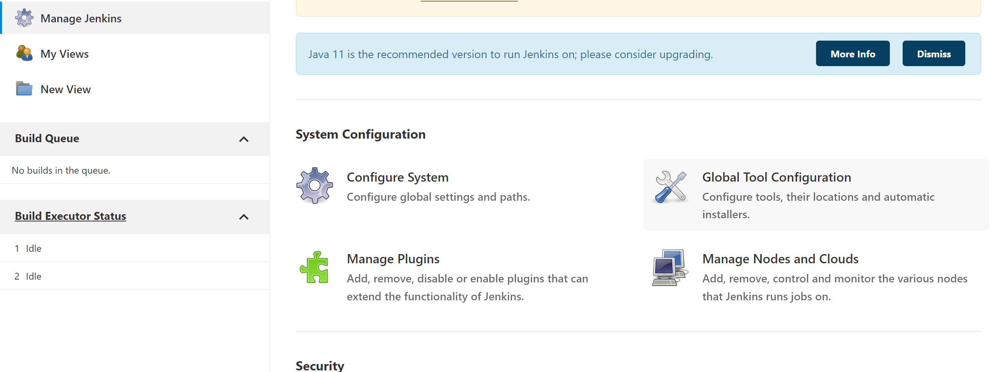 Manage Jenkins
My Views
New View
Build Queue
No builds in the queue.
Build Executor Status
1 Idle
2 Idle
Java 11 is the recommended version to run Jenkins on; please consider upgrading.
More Info
Dismiss
System Configuration
Configure System
Configure global settings and paths.
Global Tool Configuration
Configure tools, their locations and automatic
installers.
Manage Plugins
Add, remove, disable or enable plugins that can
extend the functionality of Jenkins.
Manage Nodes and Clouds
Add, remove, control and monitor the various nodes
that Jenkins runs jobs on.
Security